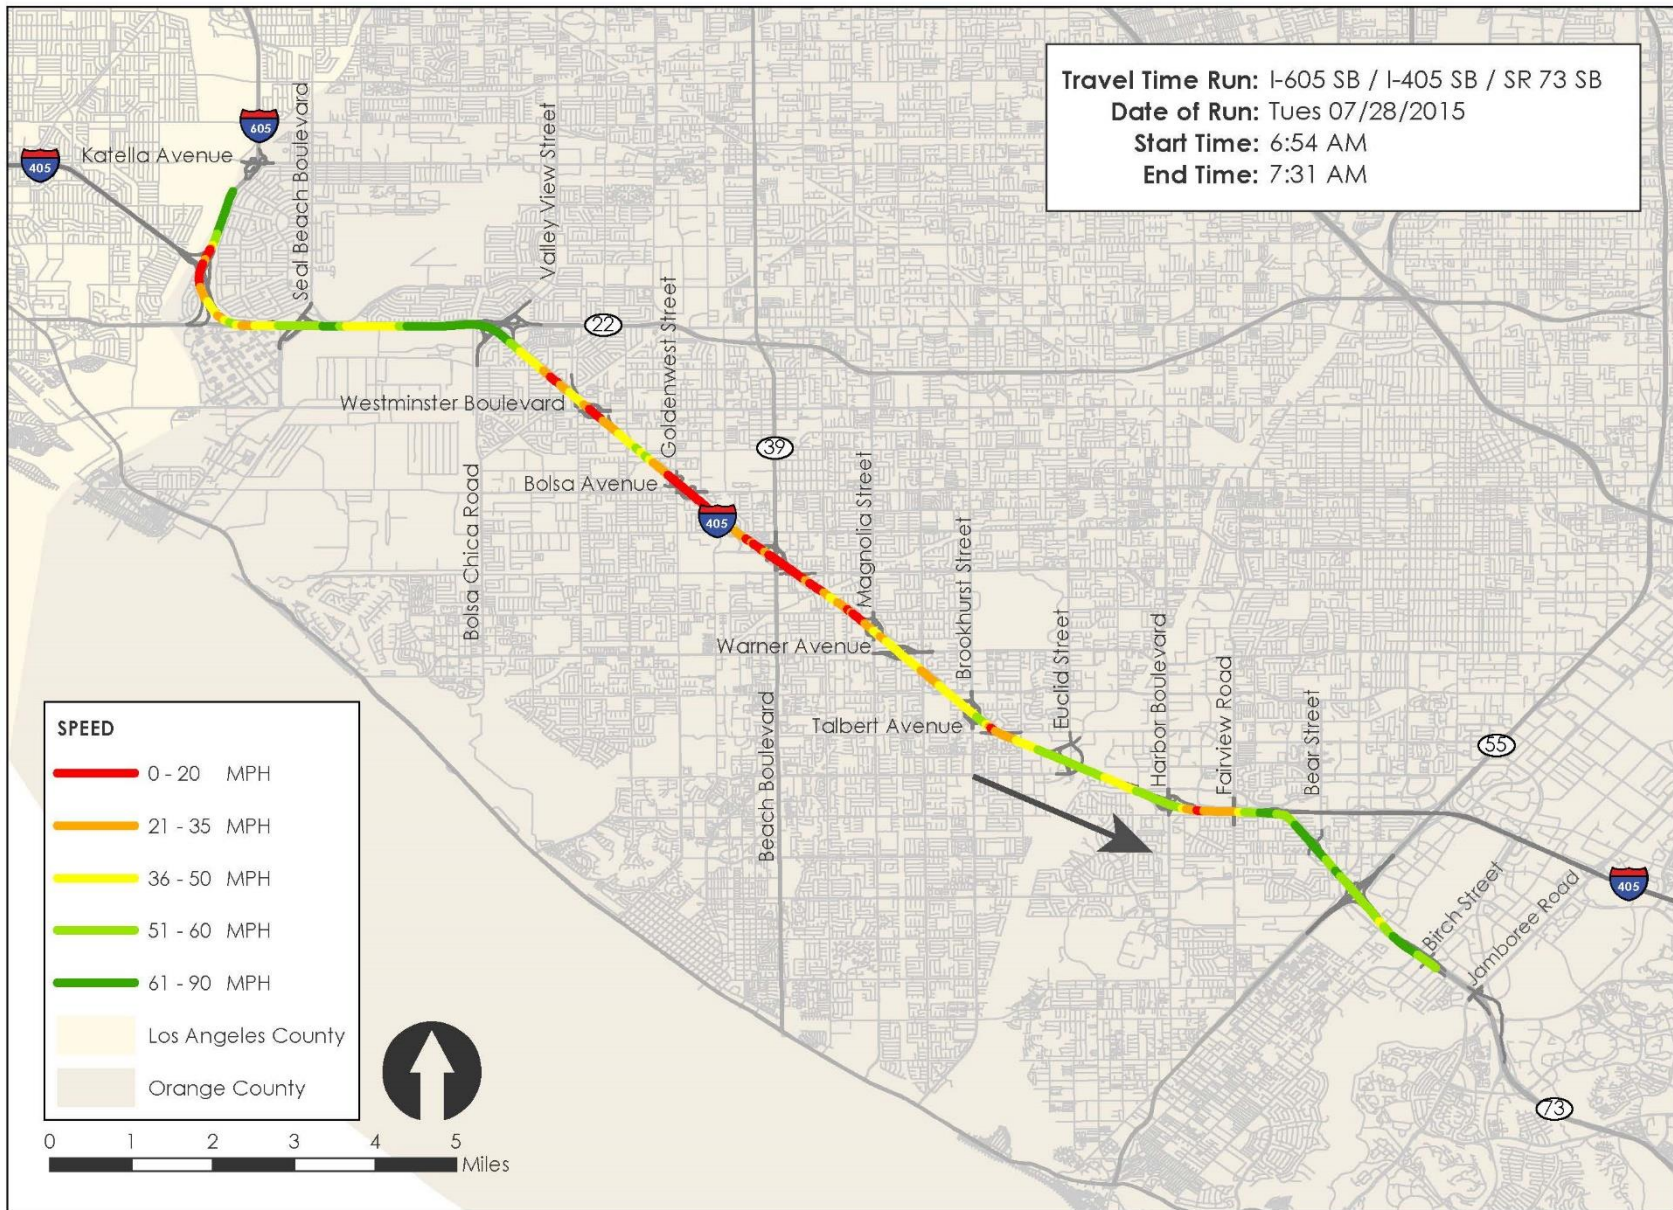 Travel Time Run: I-605 SB / I-405 SB / SR 73 SB
Date of Run: Tues 07/28/2015
Start Time: 6:54 AM
End Time: 7:31 AM
605
Katella Avenue
405
Seal Beach Boulevard
Valley View Street
22
Westminster Boulevard
Goldenwest Street
39
Bolsa Avenue
405
Bolsa Chica Road
Magnolia Street
Warner Avenue
Brookhurst Street
Talbert Avenue
Euclid Street
Harbor Boulevard
Fairview Road
Bear Street
55
Beach Boulevard
405
Birch Street
Jamboree Road
73
SPEED
0 - 20 MPH
21 - 35 MPH
36 - 50 MPH
51 - 60 MPH
61 - 90 MPH
Los Angeles County
Orange County
0 1 2 3 4 5
Miles